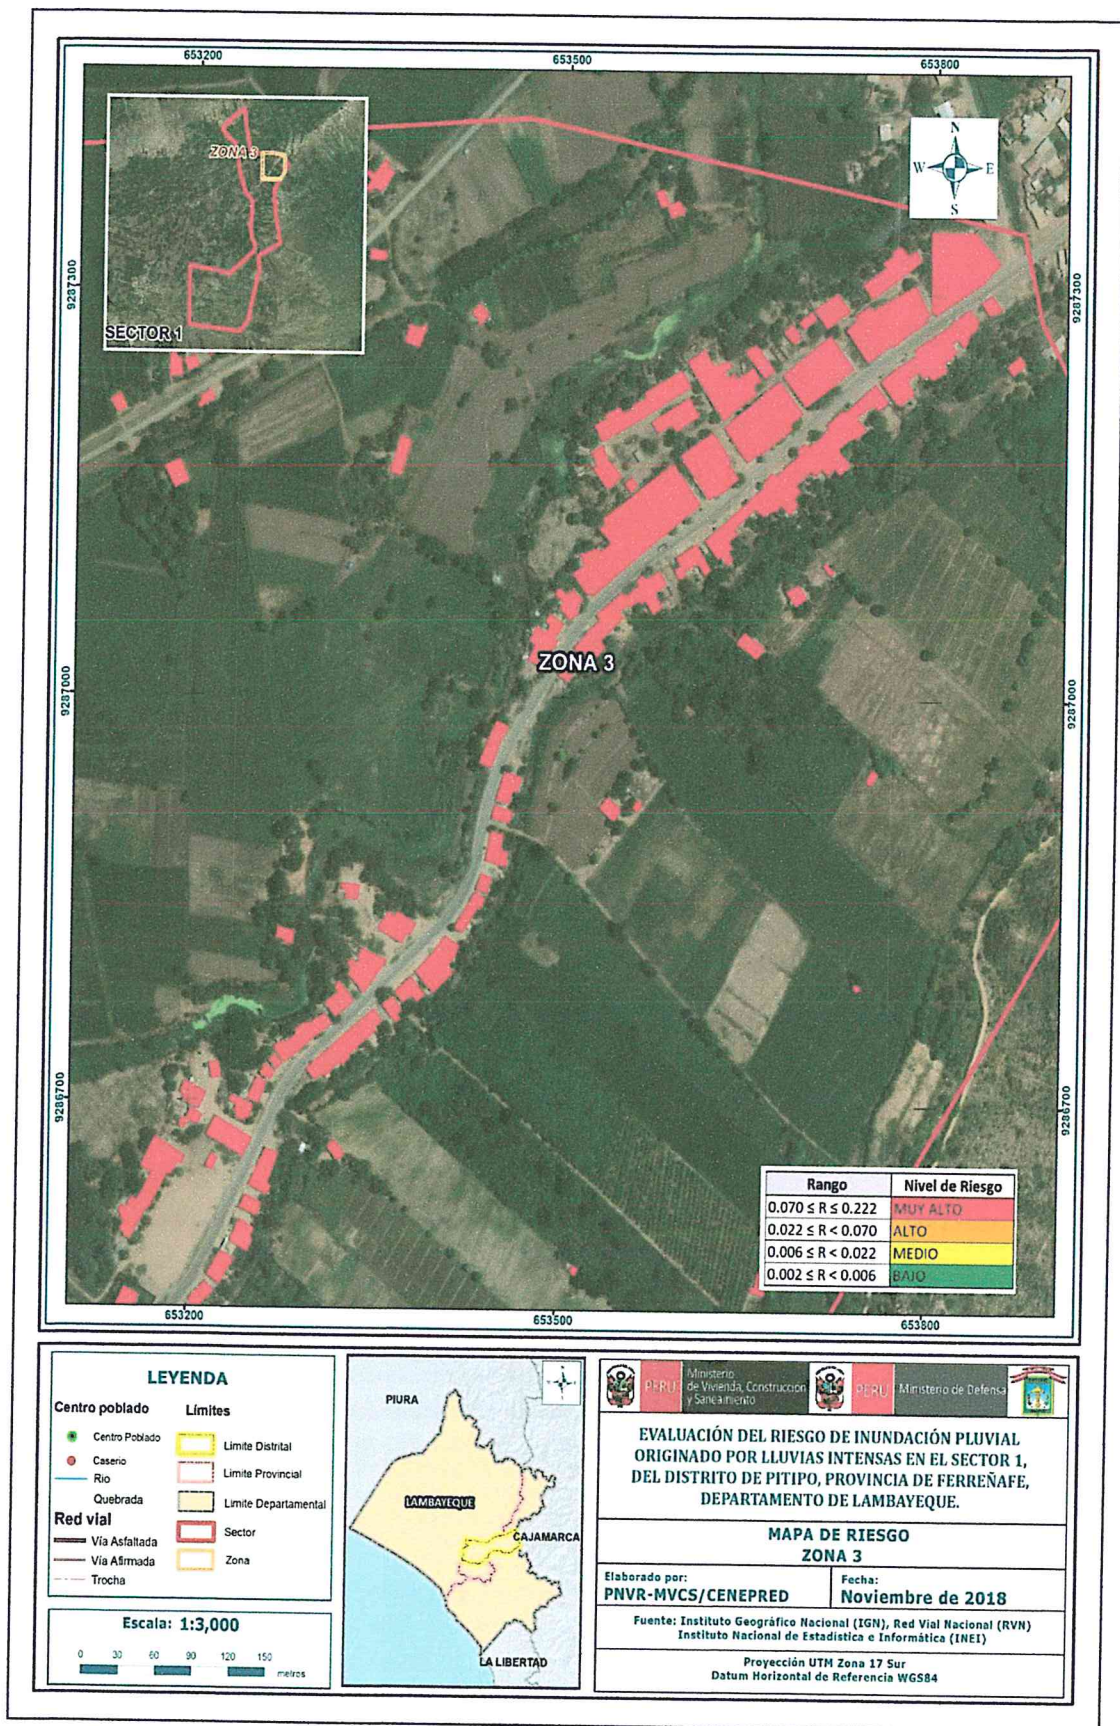 653200
653500
653800
ZONA 3
SECTOR 1
N
W
E
S
9287300
9287300
ZONA 3
9287000
9287000
9286700
9286700
Rango
Nivel de Riesgo
0.070 ≤ R ≤ 0.222
MUY ALTO
0.022 ≤ R < 0.070
ALTO
0.006 ≤ R < 0.022
MEDIO
0.002 ≤ R < 0.006
BAJO
653200
653500
653800
LEYENDA
Centro poblado
Centro Poblado
Caserio
Rio
Quebrada
Red vial
Vía Asfaltada
Vía Afirmada
Trocha
Límites
Limite Distrital
Limite Provincial
Limite Departamental
Sector
Zona
Escala: 1:3,000
0 30 60 90 120 150
metros
PIURA
LAMBAYEQUE
CAJAMARCA
LA LIBERTAD
PERÚ
Ministerio
de Vivienda, Construcción
y Saneamiento
PERÚ
Ministerio de Defensa
EVALUACIÓN DEL RIESGO DE INUNDACIÓN PLUVIAL
ORIGINADO POR LLUVIAS INTENSAS EN EL SECTOR 1,
DEL DISTRITO DE PITIPO, PROVINCIA DE FERREÑAFE,
DEPARTAMENTO DE LAMBAYEQUE.
MAPA DE RIESGO
ZONA 3
Elaborado por:
PNVR-MVCS/CENEPRED
Fecha:
Noviembre de 2018
Fuente: Instituto Geográfico Nacional (IGN), Red Vial Nacional (RVN)
Instituto Nacional de Estadística e Informática (INEI)
Proyección UTM Zona 17 Sur
Datum Horizontal de Referencia WGS84